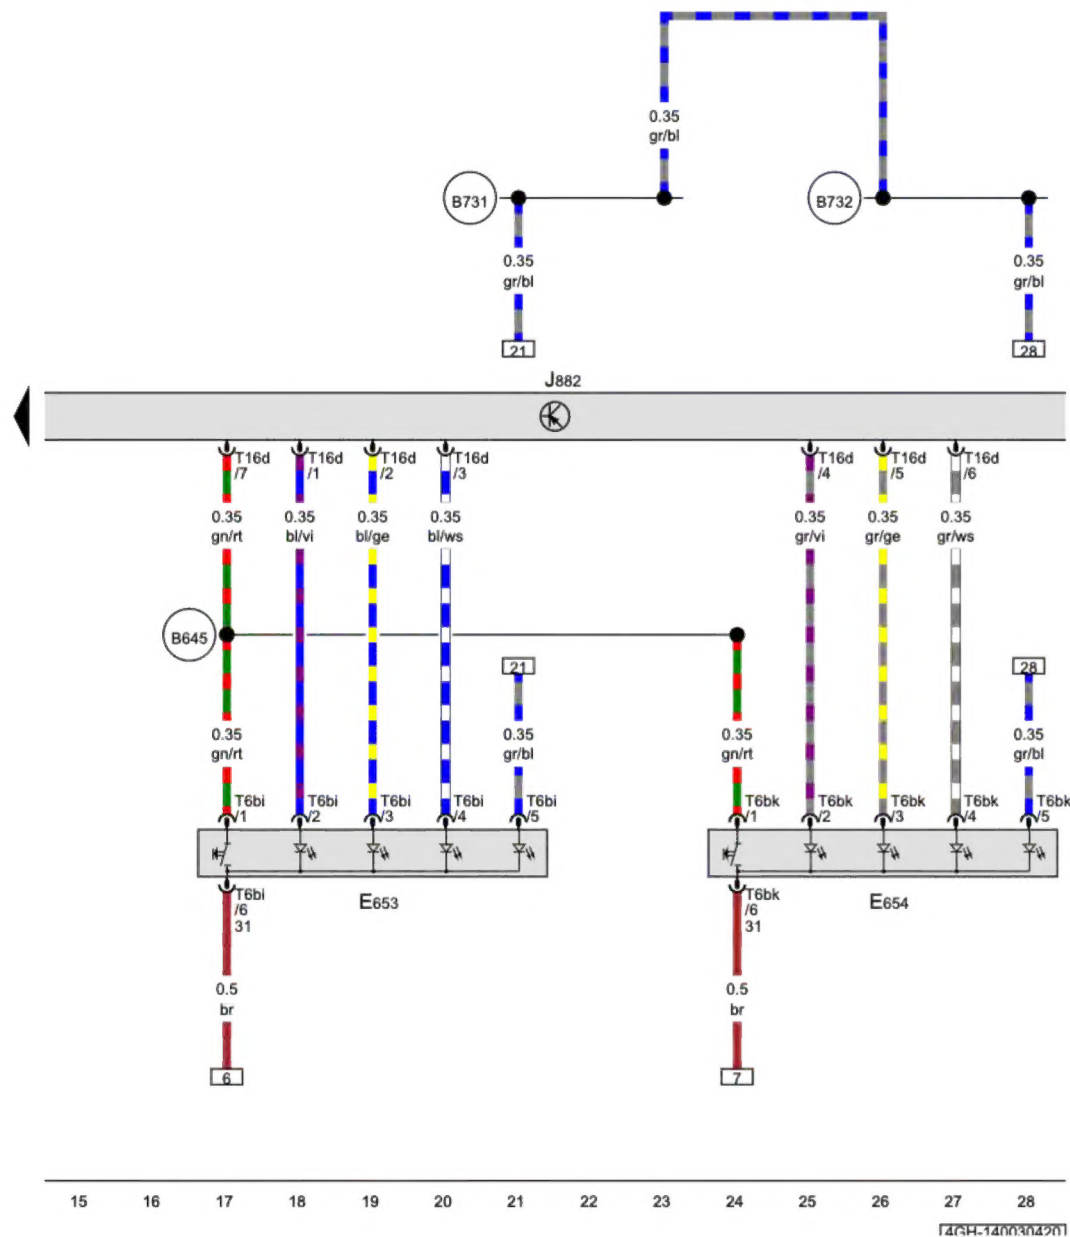 0.35
gr/bl
B731
B732
0.35
gr/bl
0.35
gr/bl
21
28
J882
T16d
/7
T16d
/1
T16d
/2
T16d
/3
T16d
/4
T16d
/5
T16d
/6
0.35
gn/rt
0.35
bl/vi
0.35
bl/ge
0.35
bl/ws
0.35
gr/vi
0.35
gr/ge
0.35
gr/ws
B645
21
28
0.35
gn/rt
0.35
gr/bl
0.35
gn/rt
0.35
gr/bl
T6bi
/1
T6bi
/2
T6bi
/3
T6bi
/4
T6bi
/5
T6bk
/1
T6bk
/2
T6bk
/3
T6bk
/4
T6bk
/5
T6bi
/6
31
E653
T6bk
/6
31
E654
0.5
br
0.5
br
6
7
15 16 17 18 19 20 21 22 23 24 25 26 27 28
4GH-140030420